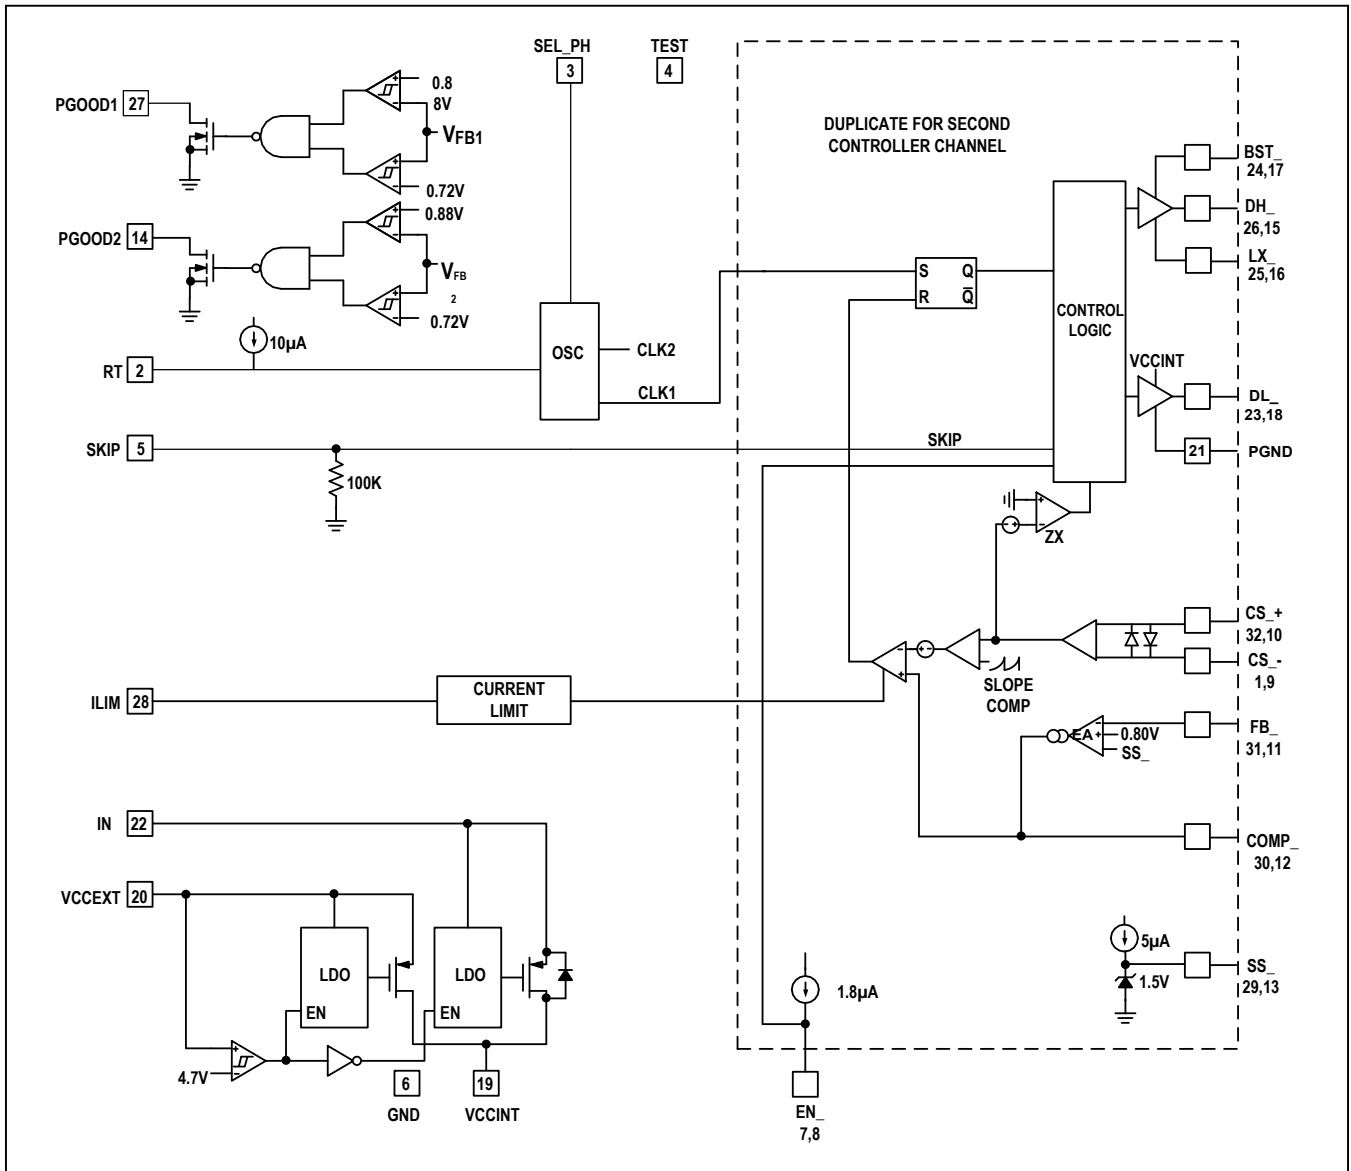 SEL_PH
3
TEST
4
PGOOD1 27
+
-
0.8
8V
VFB1
+
-
0.72V
PGOOD2 14
+
-
0.88V
VFB
2
+
-
0.72V
10µA
RT 2
OSC
CLK2
CLK1
SKIP 5
100K
SKIP
DUPLICATE FOR SECOND
CONTROLLER CHANNEL
S Q
R Q̅
CONTROL
LOGIC
BST_
24,17
DH_
26,15
LX_
25,16
VCCINT
DL_
23,18
21 PGND
+
-
- +
ZX
CS_+
32,10
CS_-
1,9
-
+
+ -
SLOPE
COMP
ILIM 28
CURRENT
LIMIT
FB_
31,11
-
EA +
0.80V
SS_
COMP_
30,12
IN 22
VCCEXT 20
LDO
EN
LDO
EN
+
-
4.7V
6
GND
19
VCCINT
1.8µA
EN_
7,8
5µA
1.5V
SS_
29,13